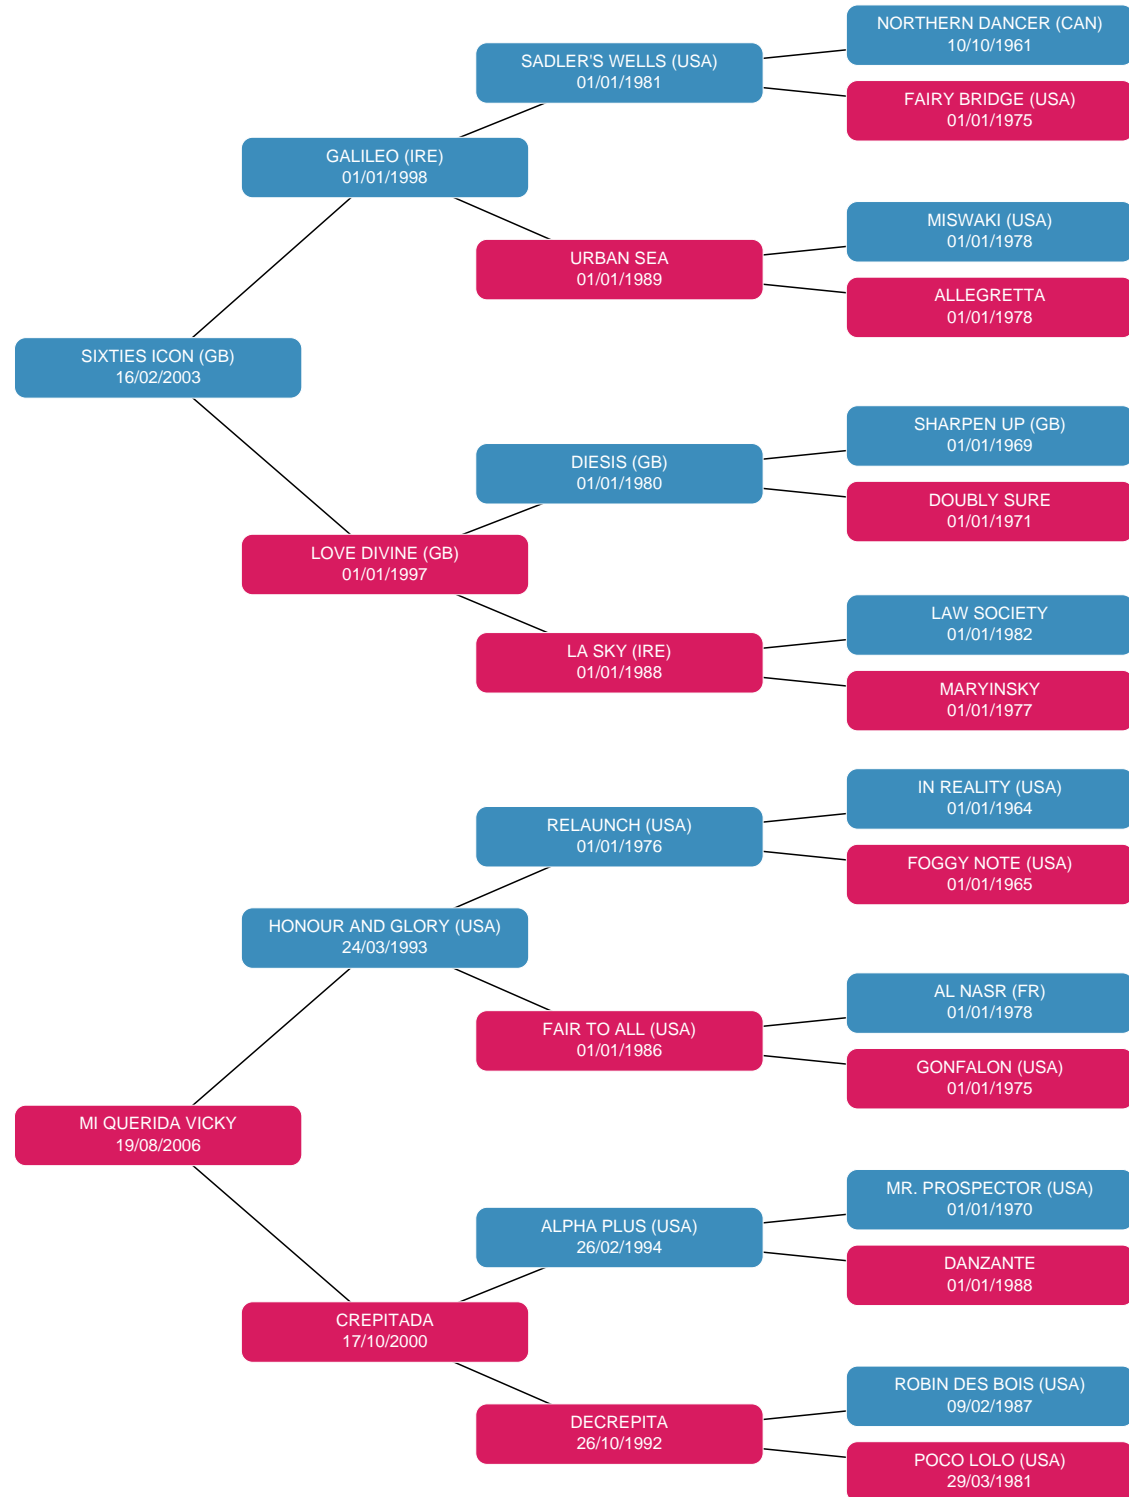 NORTHERN DANCER (CAN)
10/10/1961
SADLER'S WELLS (USA)
01/01/1981
FAIRY BRIDGE (USA)
01/01/1975
GALILEO (IRE)
01/01/1998
MISWAKI (USA)
01/01/1978
URBAN SEA
01/01/1989
ALLEGRETTA
01/01/1978
SIXTIES ICON (GB)
16/02/2003
SHARPEN UP (GB)
01/01/1969
DIESIS (GB)
01/01/1980
DOUBLY SURE
01/01/1971
LOVE DIVINE (GB)
01/01/1997
LAW SOCIETY
01/01/1982
LA SKY (IRE)
01/01/1988
MARYINSKY
01/01/1977
IN REALITY (USA)
01/01/1964
RELAUNCH (USA)
01/01/1976
FOGGY NOTE (USA)
01/01/1965
HONOUR AND GLORY (USA)
24/03/1993
AL NASR (FR)
01/01/1978
FAIR TO ALL (USA)
01/01/1986
GONFALON (USA)
01/01/1975
MI QUERIDA VICKY
19/08/2006
MR. PROSPECTOR (USA)
01/01/1970
ALPHA PLUS (USA)
26/02/1994
DANZANTE
01/01/1988
CREPITADA
17/10/2000
ROBIN DES BOIS (USA)
09/02/1987
DECREPITA
26/10/1992
POCO LOLO (USA)
29/03/1981